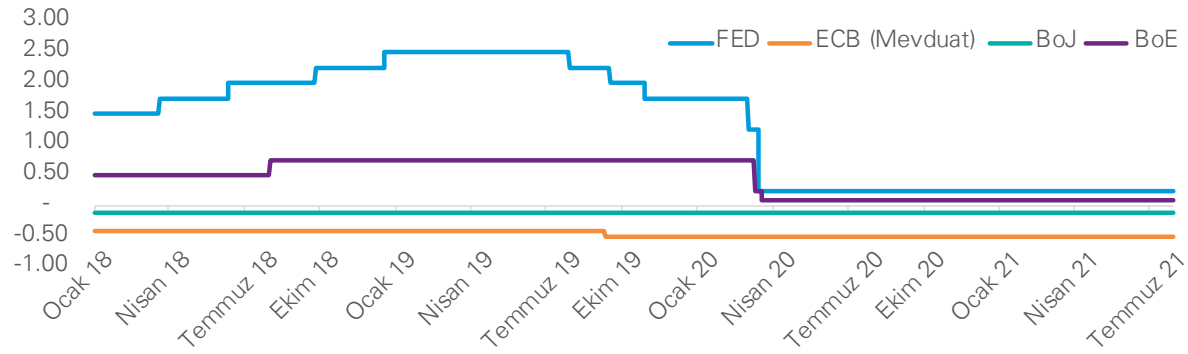 3.00
2.50
2.00
1.50
1.00
0.50
-
-0.50
-1.00
FED ECB (Mevduat) BoJ BoE
Ocak 18
Nisan 18
Temmuz 18
Ekim 18
Ocak 19
Nisan 19
Temmuz 19
Ekim 19
Ocak 20
Nisan 20
Temmuz 20
Ekim 20
Ocak 21
Nisan 21
Temmuz 21